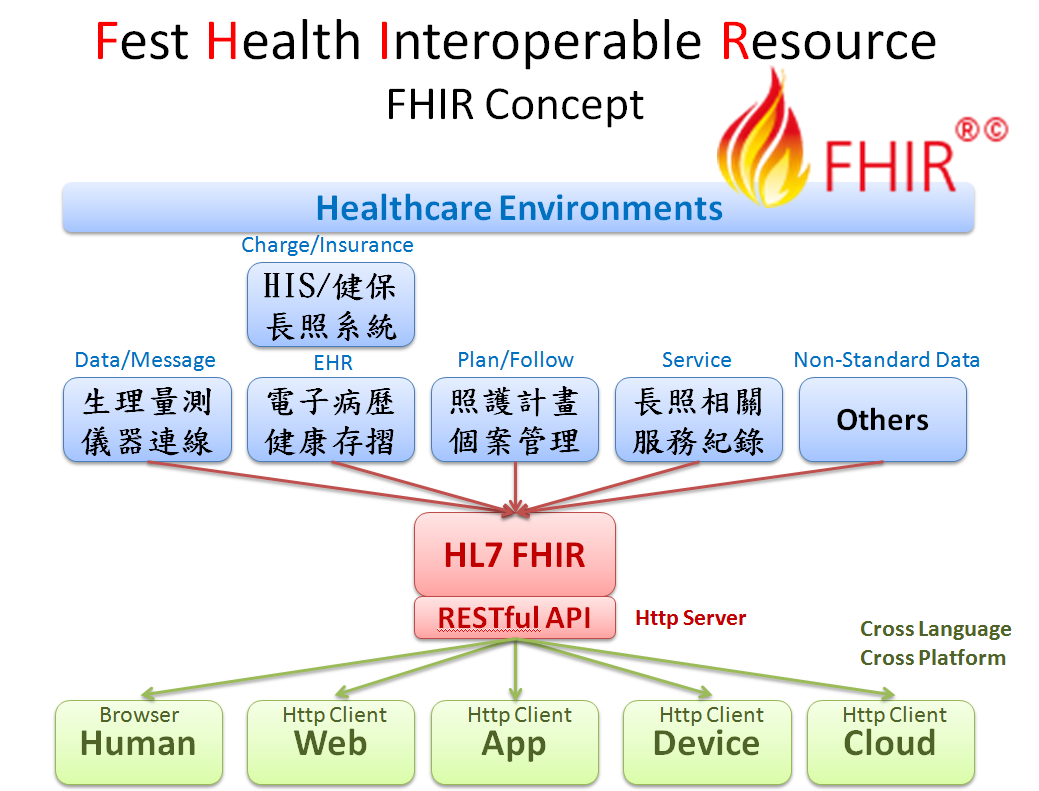 Fest Health Interoperable Resource
FHIR Concept
FHIR®©
Healthcare Environments
Charge/Insurance
HIS/健保
長照系統
Data/Message
EHR
Plan/Follow
Service
Non-Standard Data
生理量測
儀器連線
電子病歷
健康存摺
照護計畫
個案管理
長照相關
服務紀錄
Others
HL7 FHIR
RESTful API
Http Server
Cross Language
Cross Platform
Browser
Human
Http Client
Web
Http Client
App
Http Client
Device
Http Client
Cloud